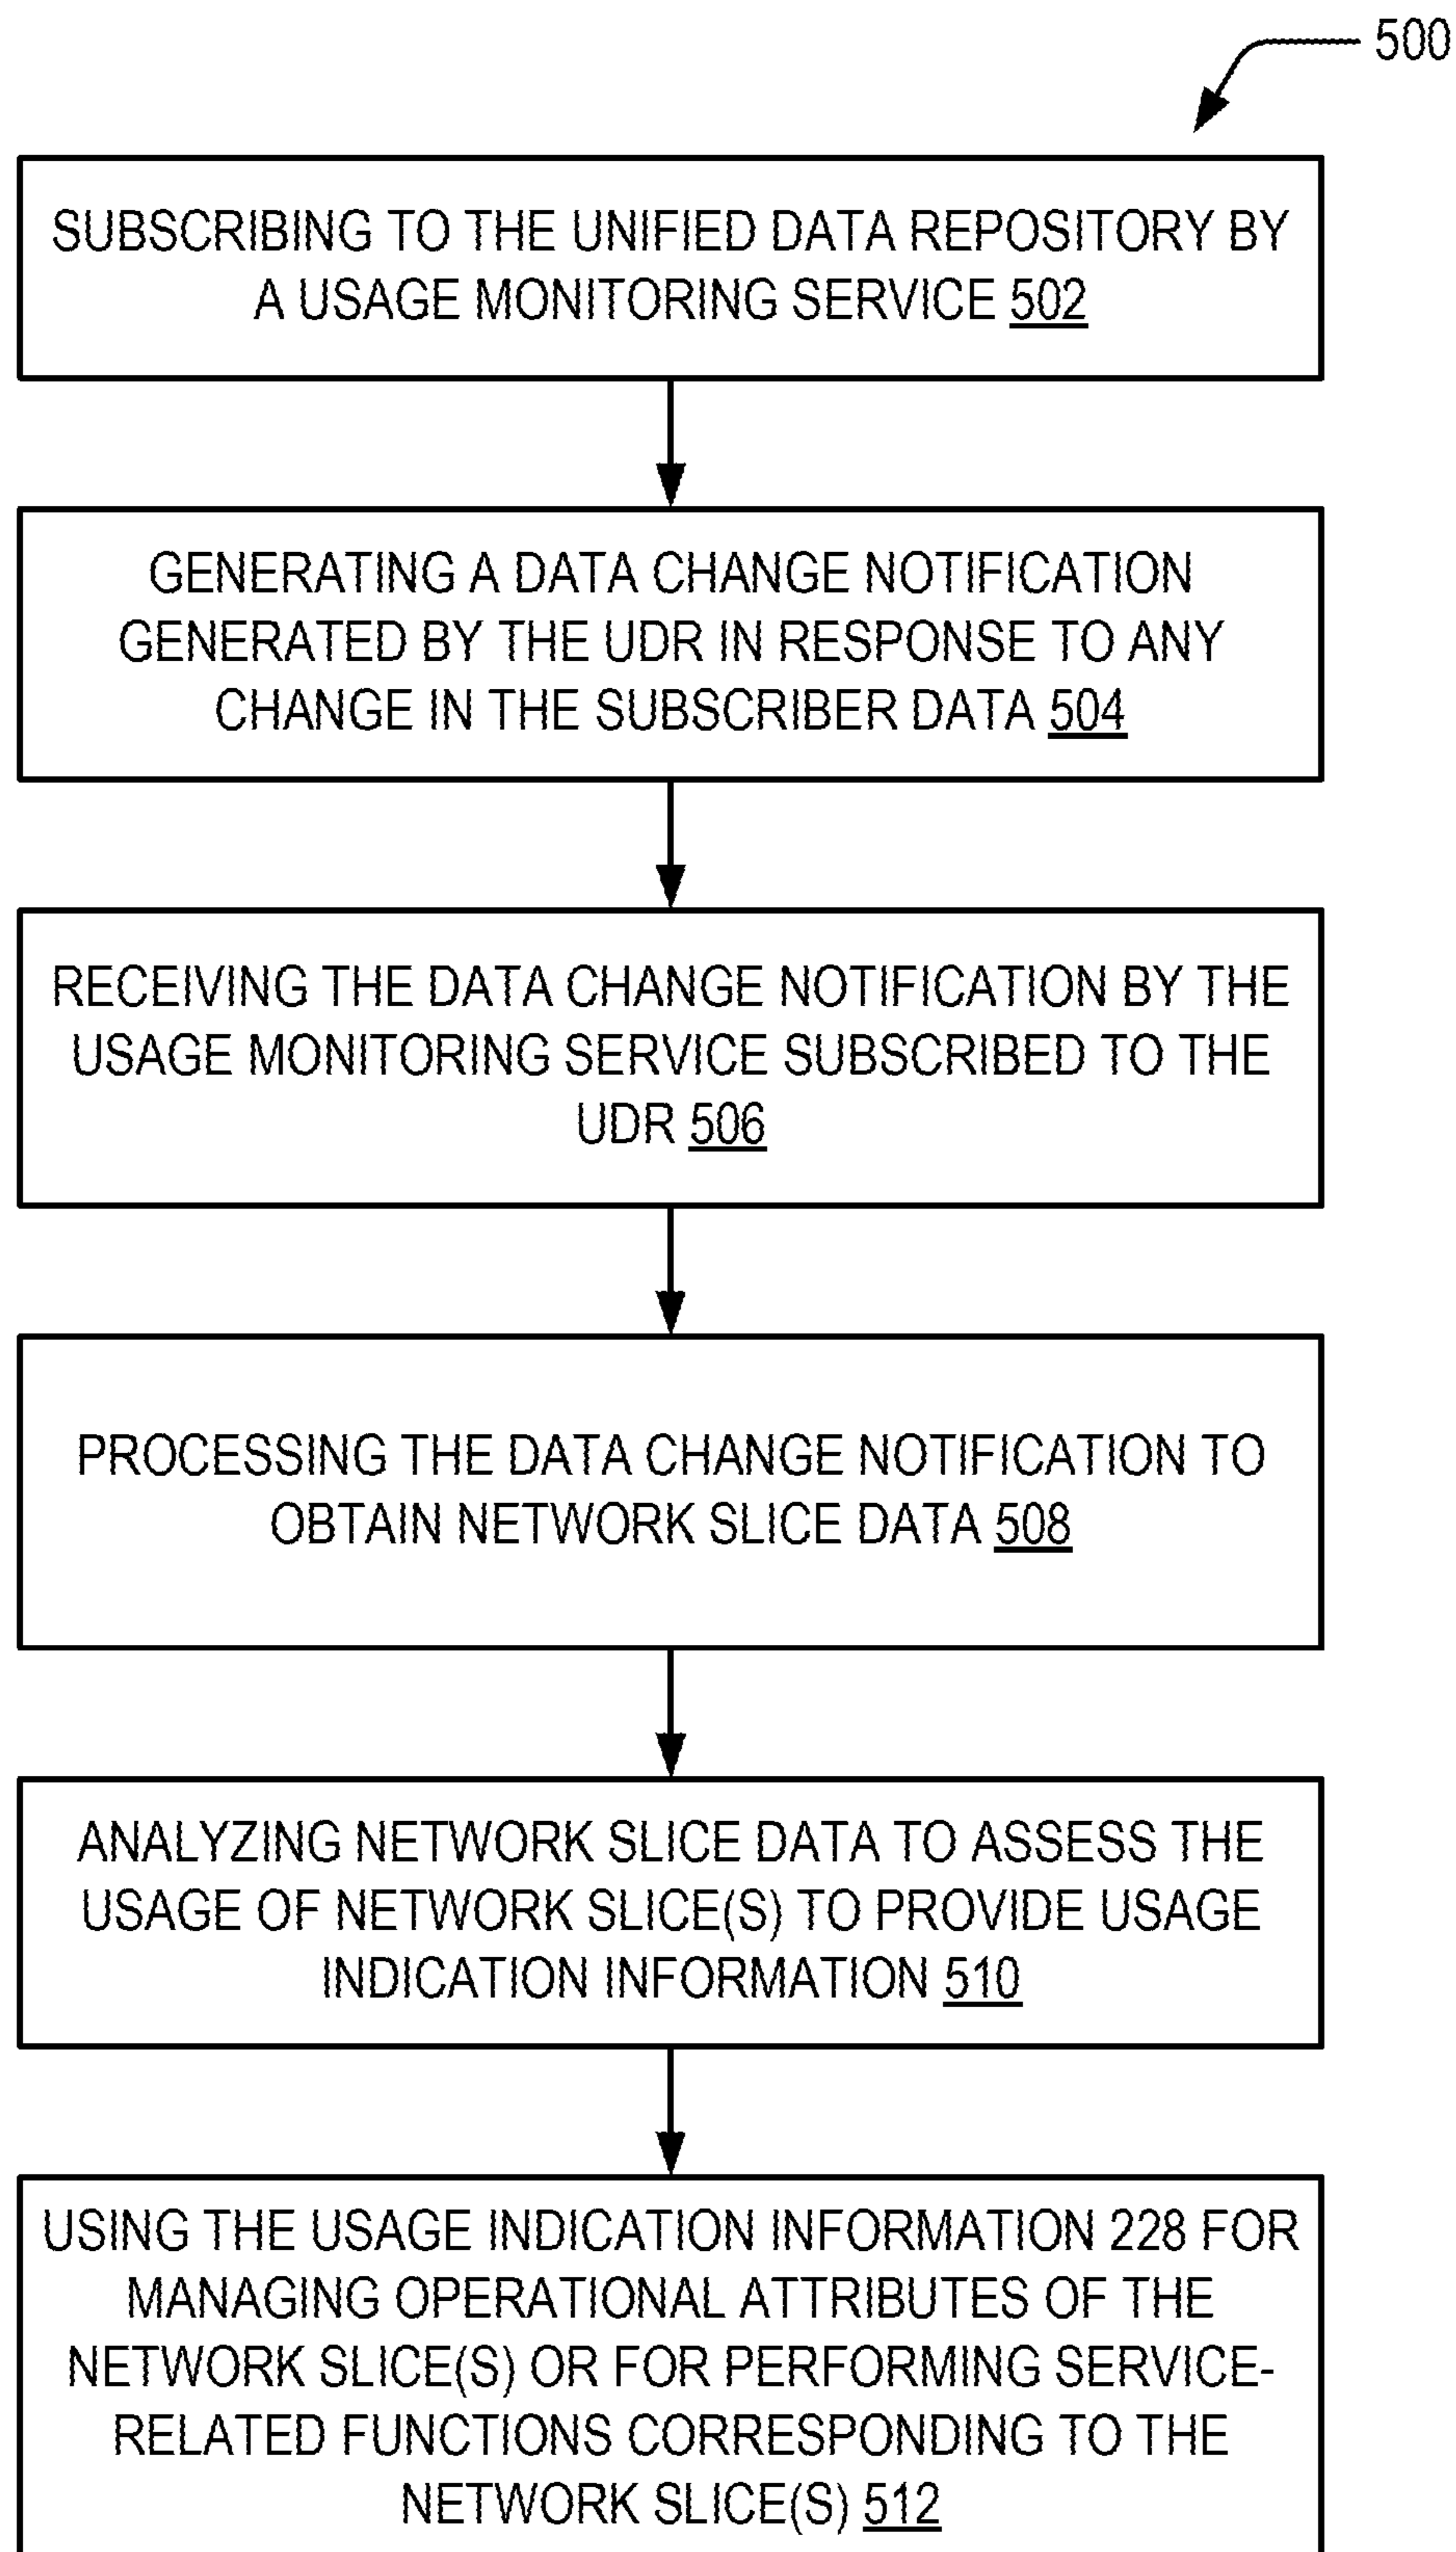 500
SUBSCRIBING TO THE UNIFIED DATA REPOSITORY BY
A USAGE MONITORING SERVICE 502
GENERATING A DATA CHANGE NOTIFICATION
GENERATED BY THE UDR IN RESPONSE TO ANY
CHANGE IN THE SUBSCRIBER DATA 504
RECEIVING THE DATA CHANGE NOTIFICATION BY THE
USAGE MONITORING SERVICE SUBSCRIBED TO THE
UDR 506
PROCESSING THE DATA CHANGE NOTIFICATION TO
OBTAIN NETWORK SLICE DATA 508
ANALYZING NETWORK SLICE DATA TO ASSESS THE
USAGE OF NETWORK SLICE(S) TO PROVIDE USAGE
INDICATION INFORMATION 510
USING THE USAGE INDICATION INFORMATION 228 FOR
MANAGING OPERATIONAL ATTRIBUTES OF THE
NETWORK SLICE(S) OR FOR PERFORMING SERVICE-
RELATED FUNCTIONS CORRESPONDING TO THE
NETWORK SLICE(S) 512